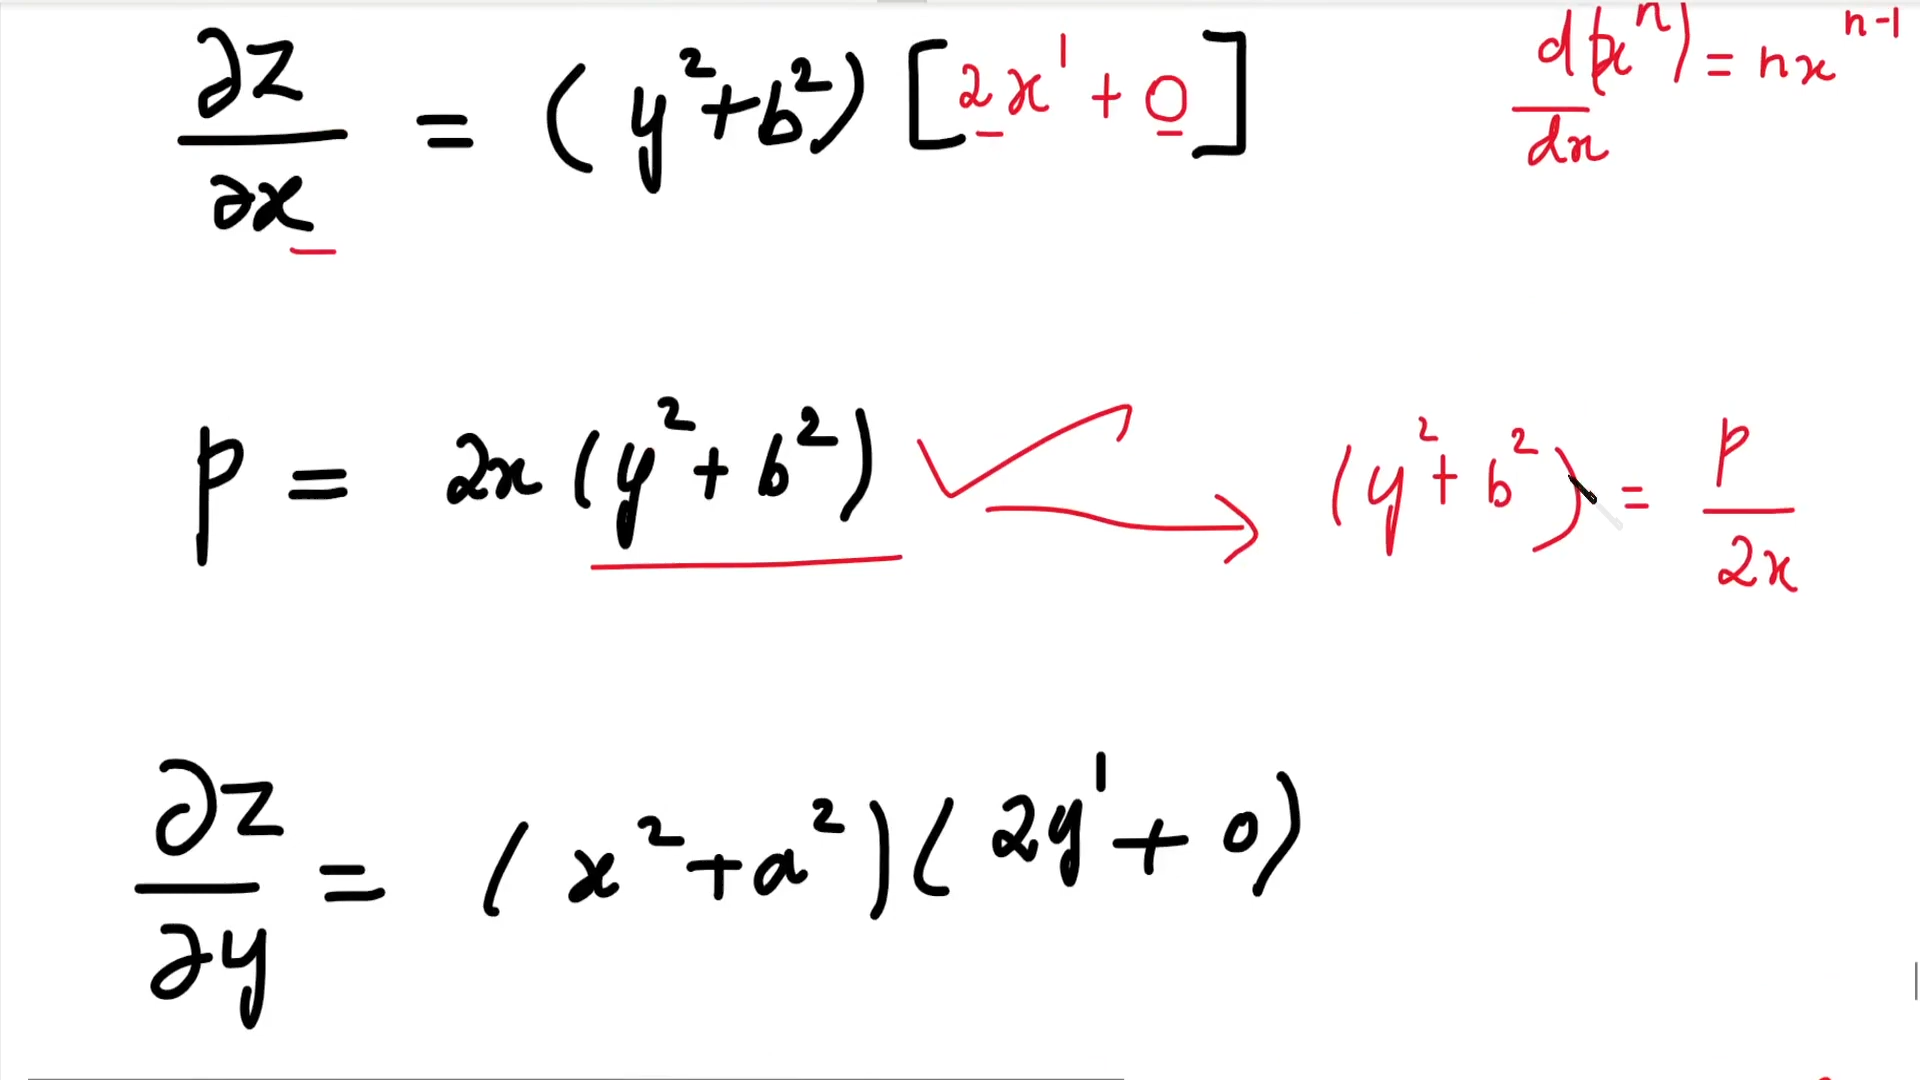 ∂z/∂x = (y² + b²) [2x¹ + 0]
d(xⁿ)/dx = nxⁿ⁻¹
p = 2x (y² + b²) → (y² + b²) = p/2x
∂z/∂y = (x² + a²)(2y¹ + 0)